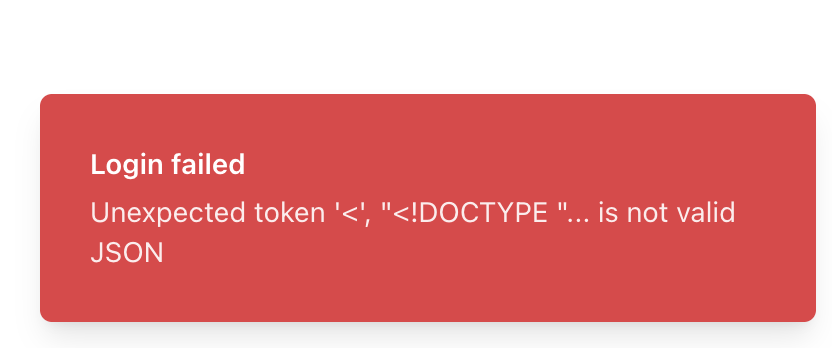 Login failed
Unexpected token '<', "<!DOCTYPE "... is not valid
JSON